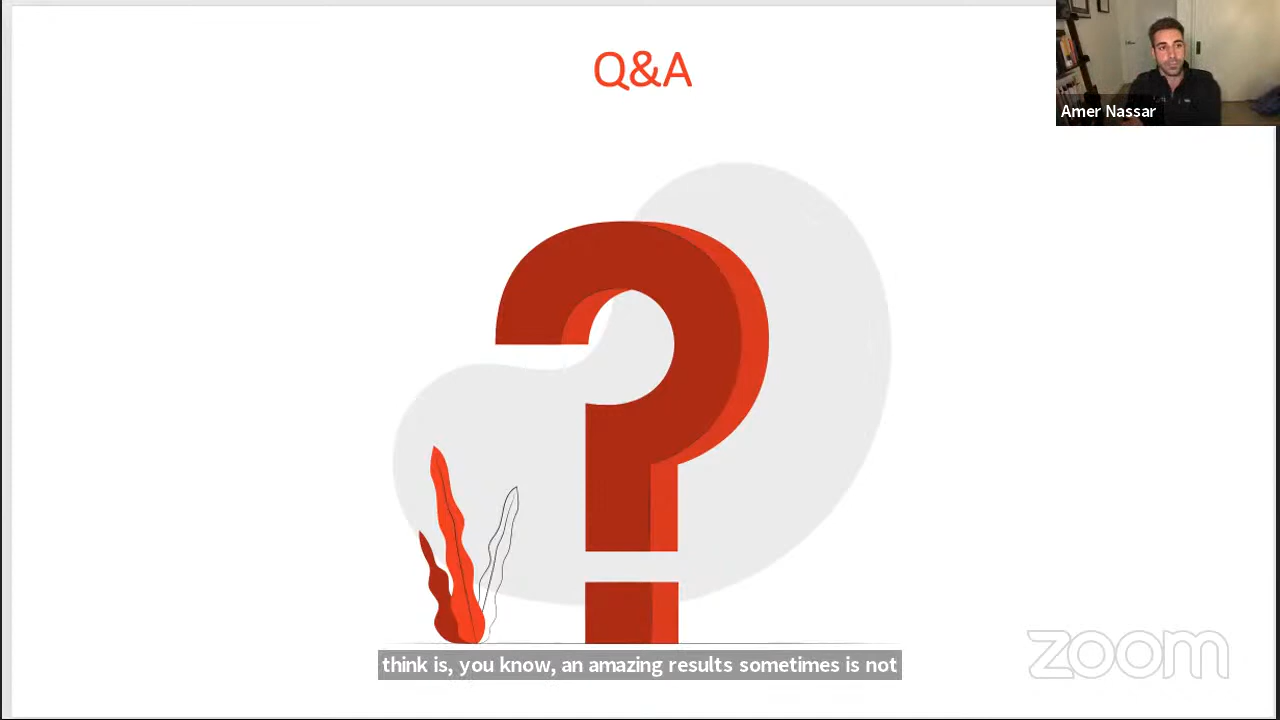 Q&A
Amer Nassar
think is, you know, an amazing results sometimes is not
zoom